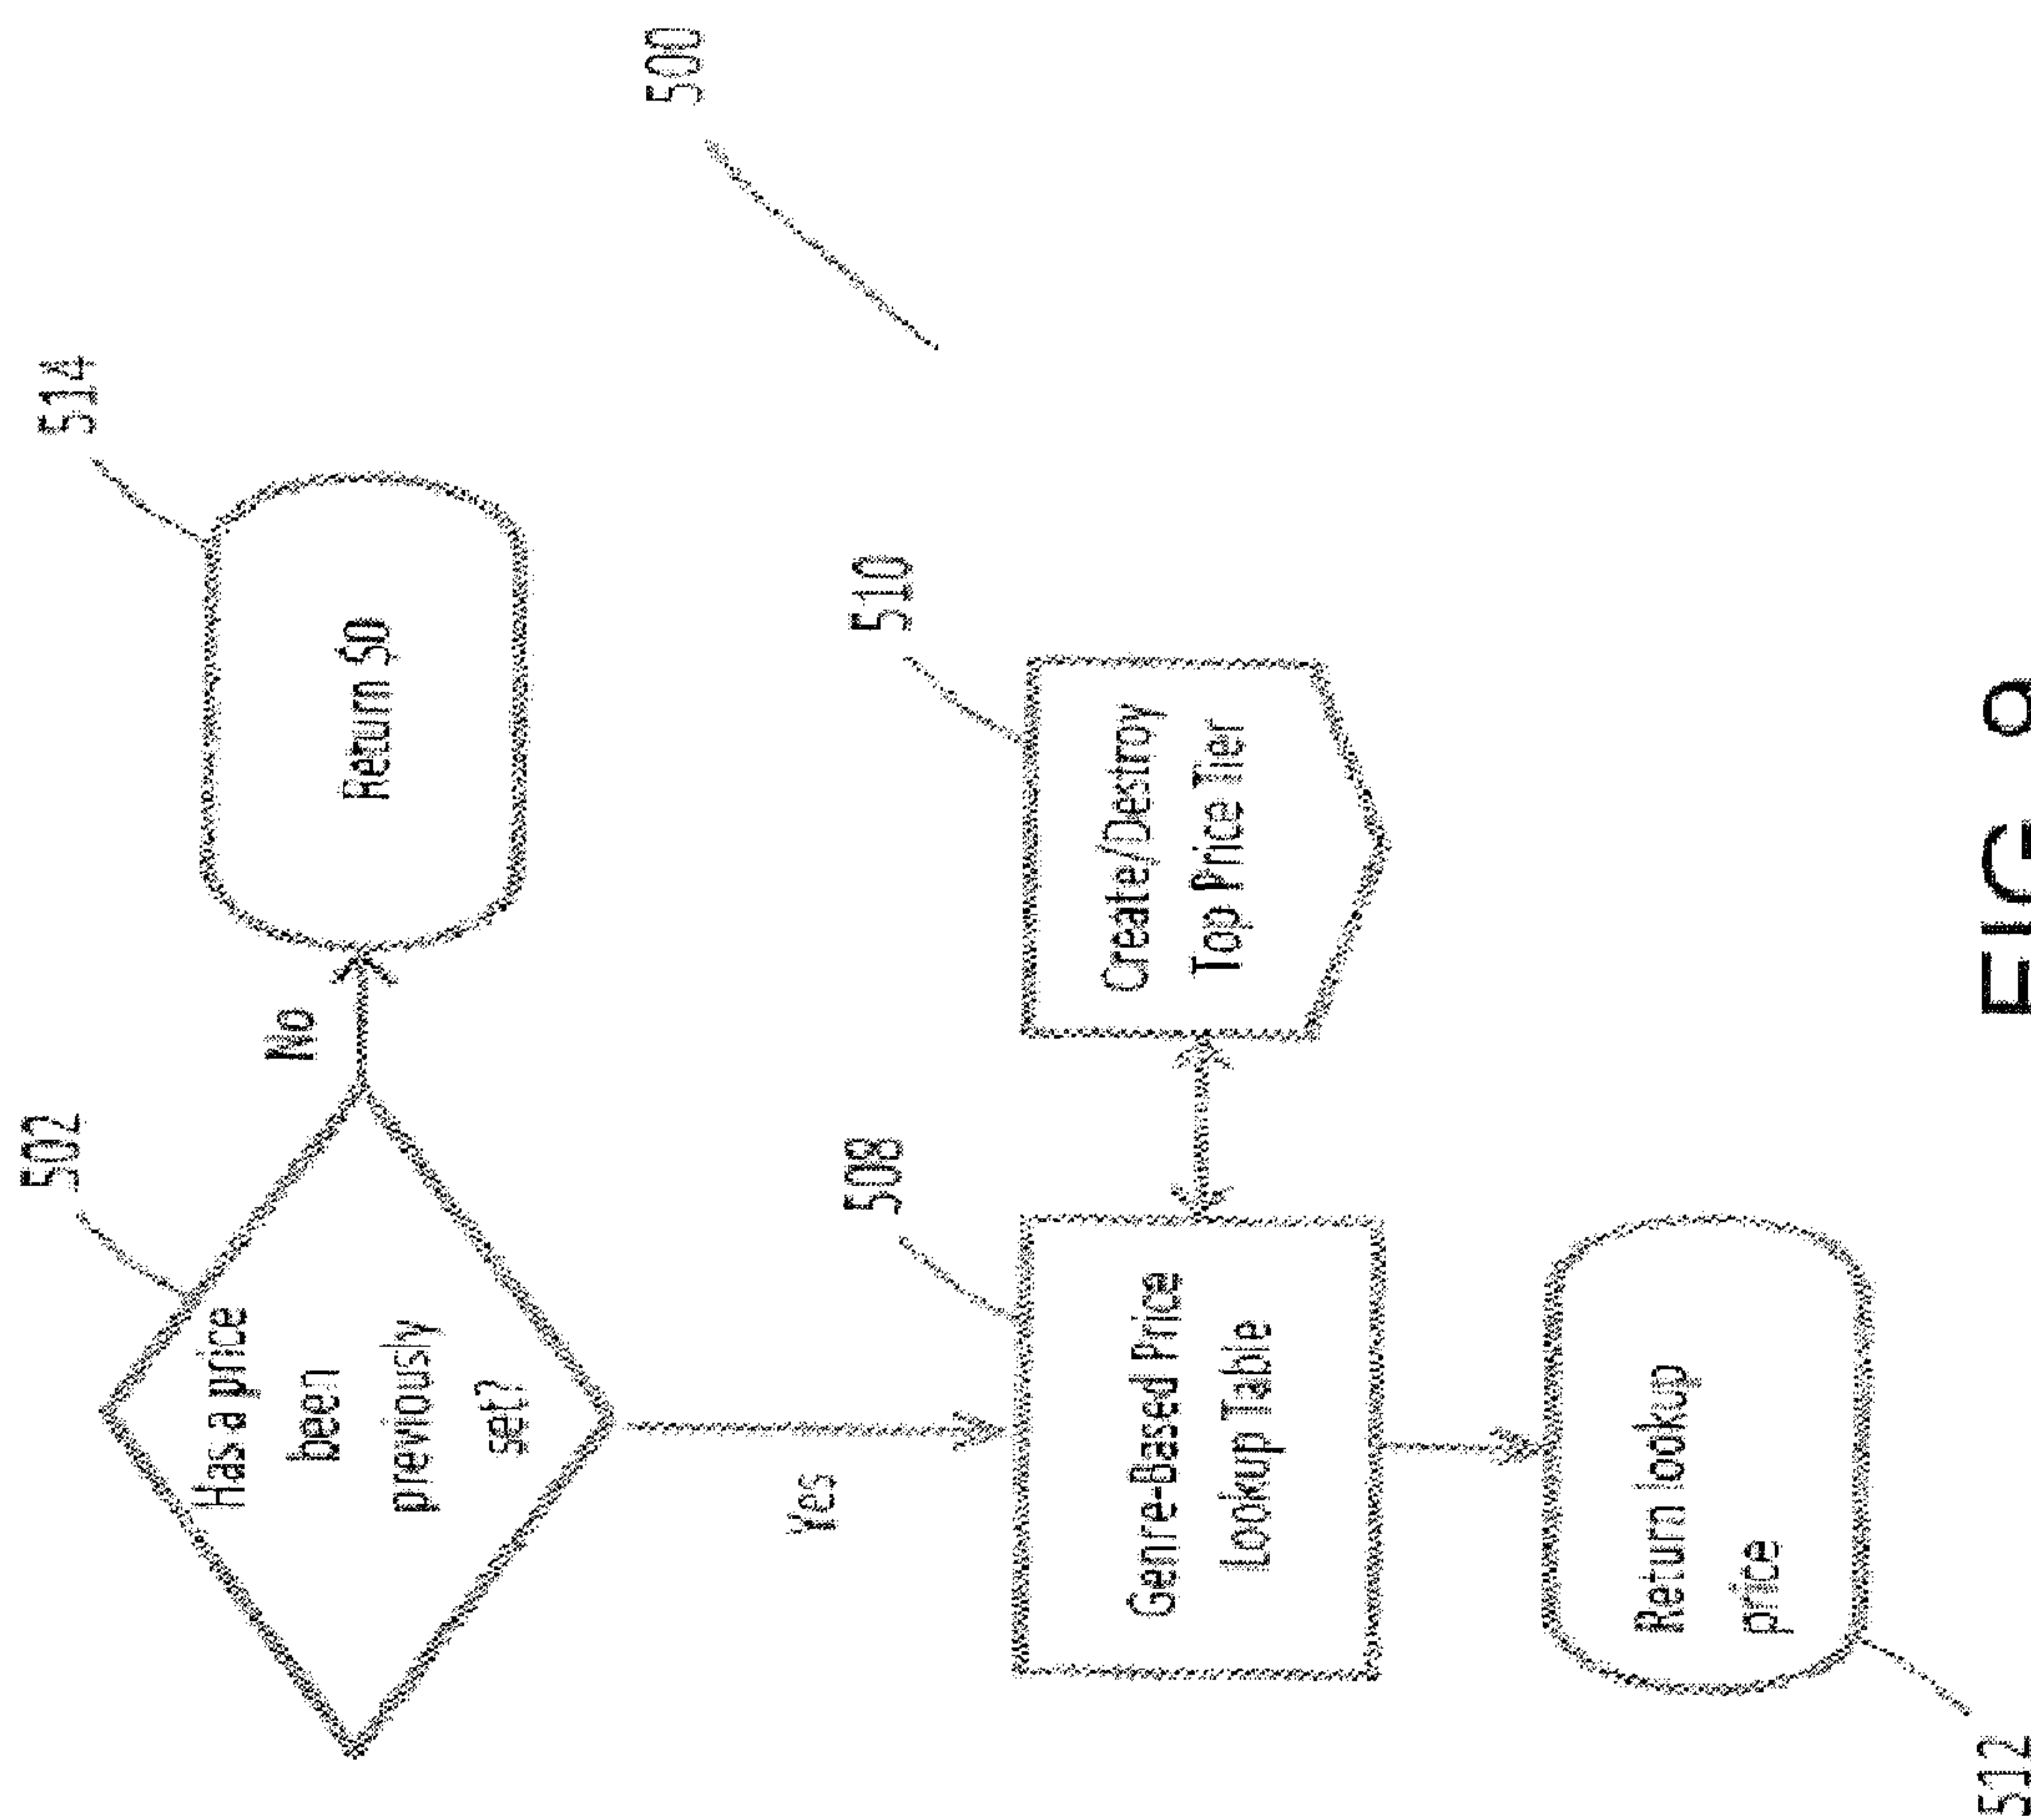 500
514
502
Has a price
been
previously
set?
No
Return $0
Yes
508
510
Genre-Based Price
Lookup Table
Create/Destroy
Top Price Tier
Return lookup
price
512